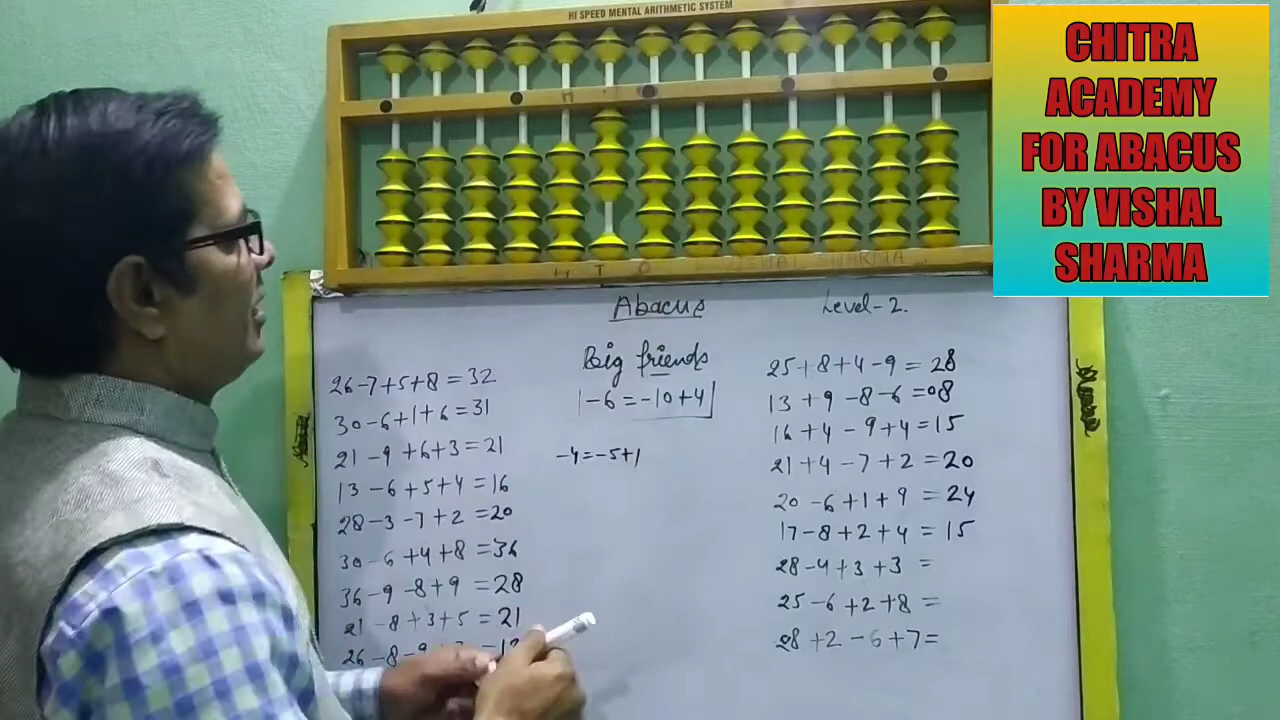 HI SPEED MENTAL ARITHMETIC SYSTEM
CHITRA
ACADEMY
FOR ABACUS
BY VISHAL
SHARMA
H T O
H T O VISHAL SHARMA
Abacus
Level-2.
Big friends
-6=-10+4
-4=-5+1
26-7+5+8=32
30-6+1+6=31
21-9+6+3=21
13-6+5+4=16
28-3-7+2=20
30-6+4+8=36
36-9-8+9=28
21-8+3+5=21
26-8-9
25+8+4-9=28
13+9-8-6=08
16+4-9+4=15
21+4-7+2=20
20-6+1+9=24
17-8+2+4=15
28-4+3+3=
25-6+2+8=
28+2-6+7=